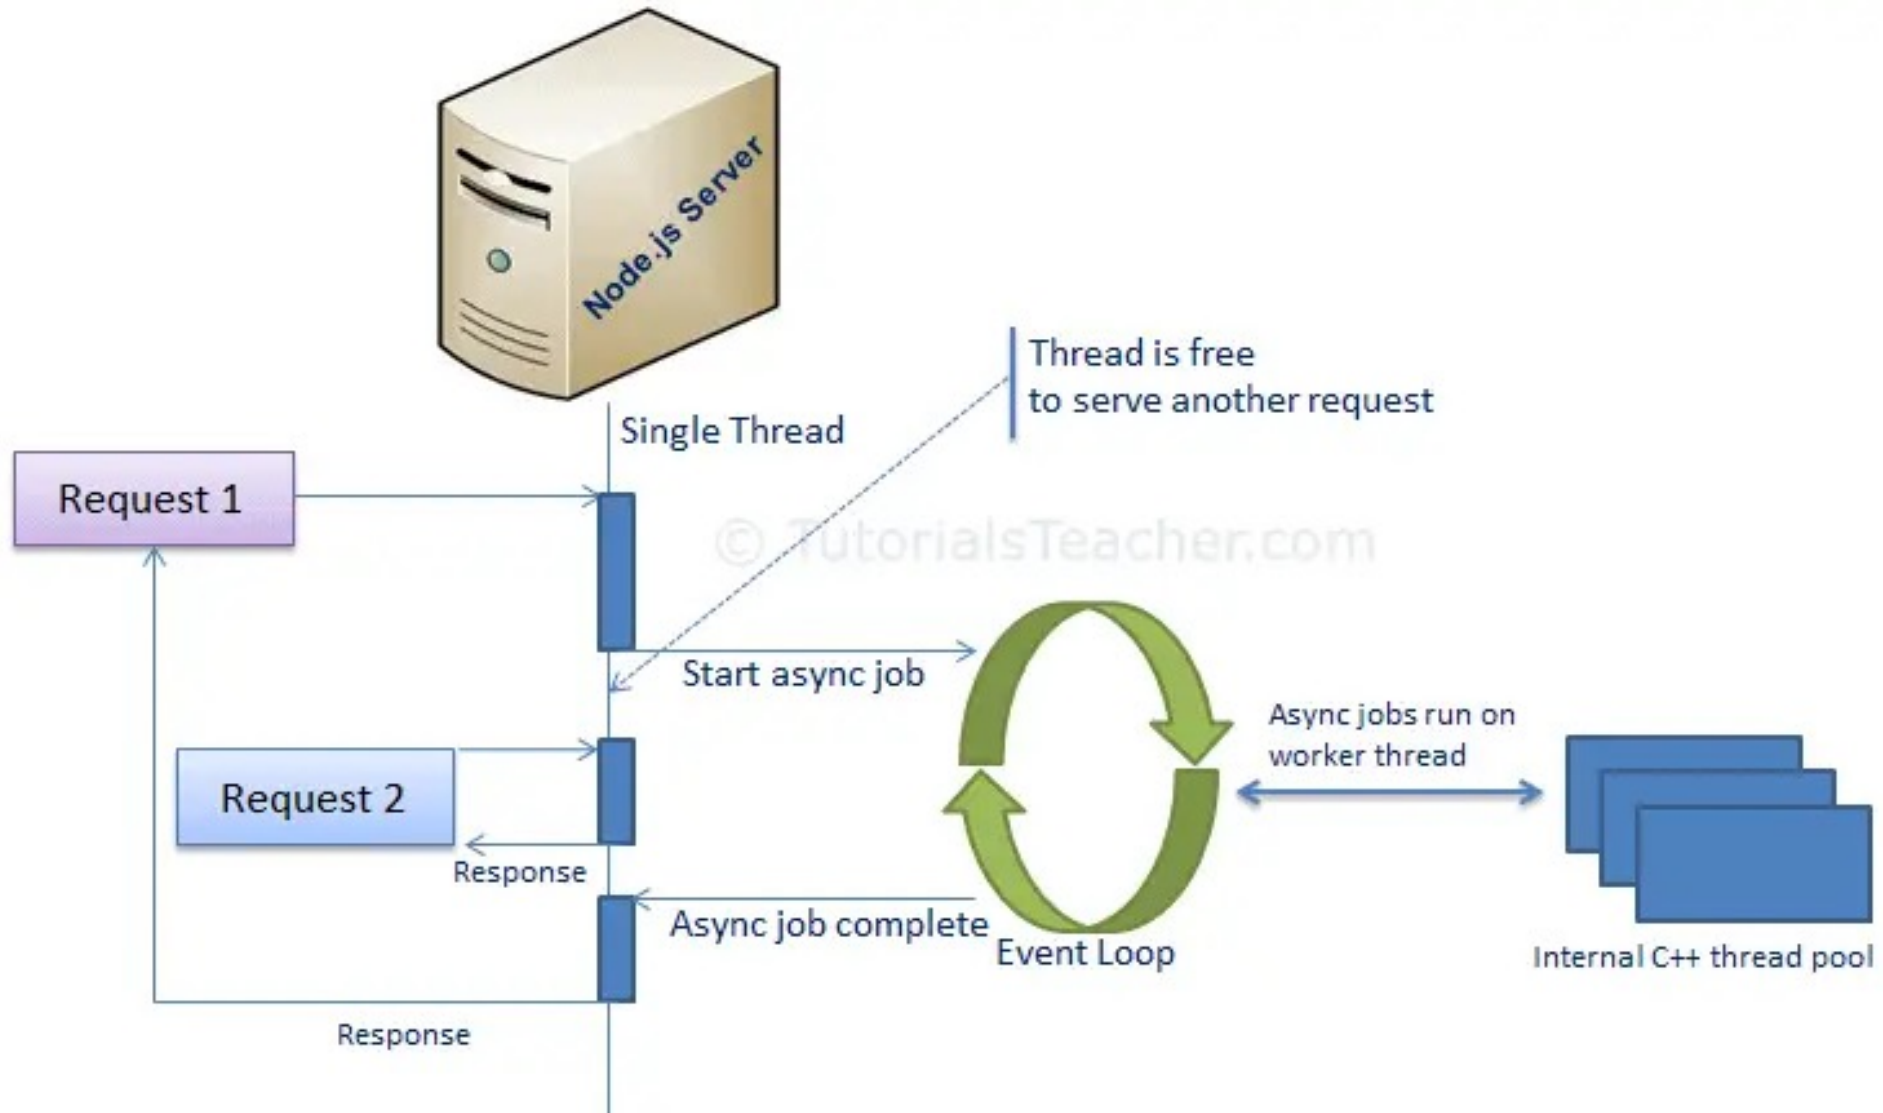 Node.js Server
Thread is free
to serve another request
Single Thread
Request 1
© TutorialsTeacher.com
Start async job
Async jobs run on
worker thread
Request 2
Response
Async job complete
Event Loop
Internal C++ thread pool
Response